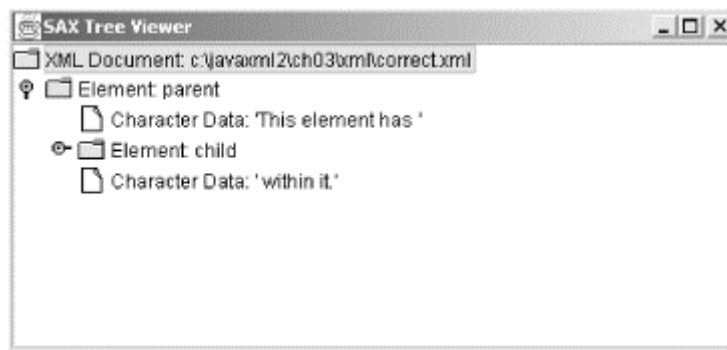 SAX Tree Viewer
XML Document: c:\javaxml2\ch03\xml\correct.xml
Element: parent
Character Data: 'This element has '
Element: child
Character Data: ' within it.'